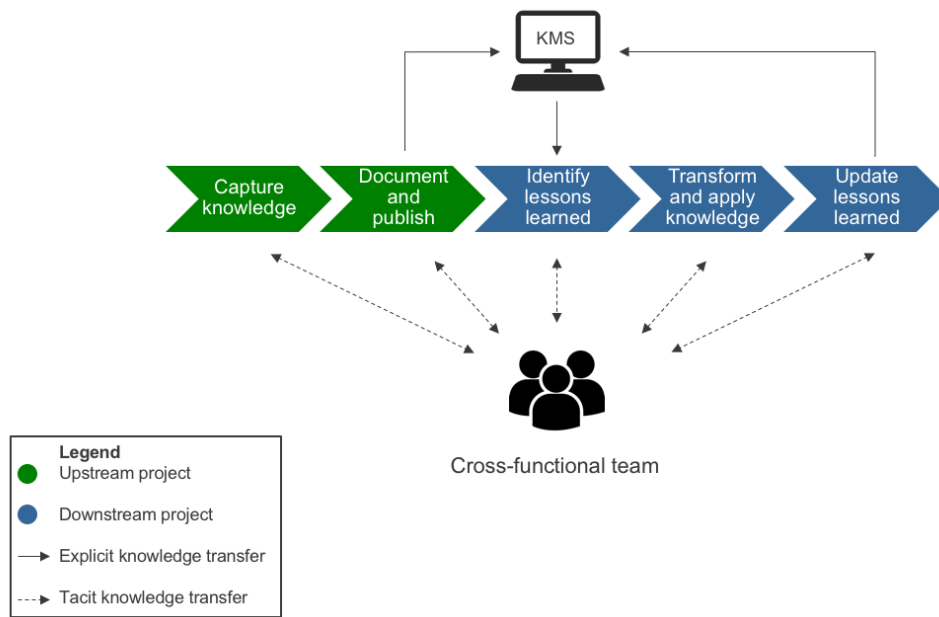 KMS
Capture
knowledge
Document
and
publish
Identify
lessons
learned
Transform
and apply
knowledge
Update
lessons
learned
Cross-functional team
Legend
Upstream project
Downstream project
Explicit knowledge transfer
Tacit knowledge transfer